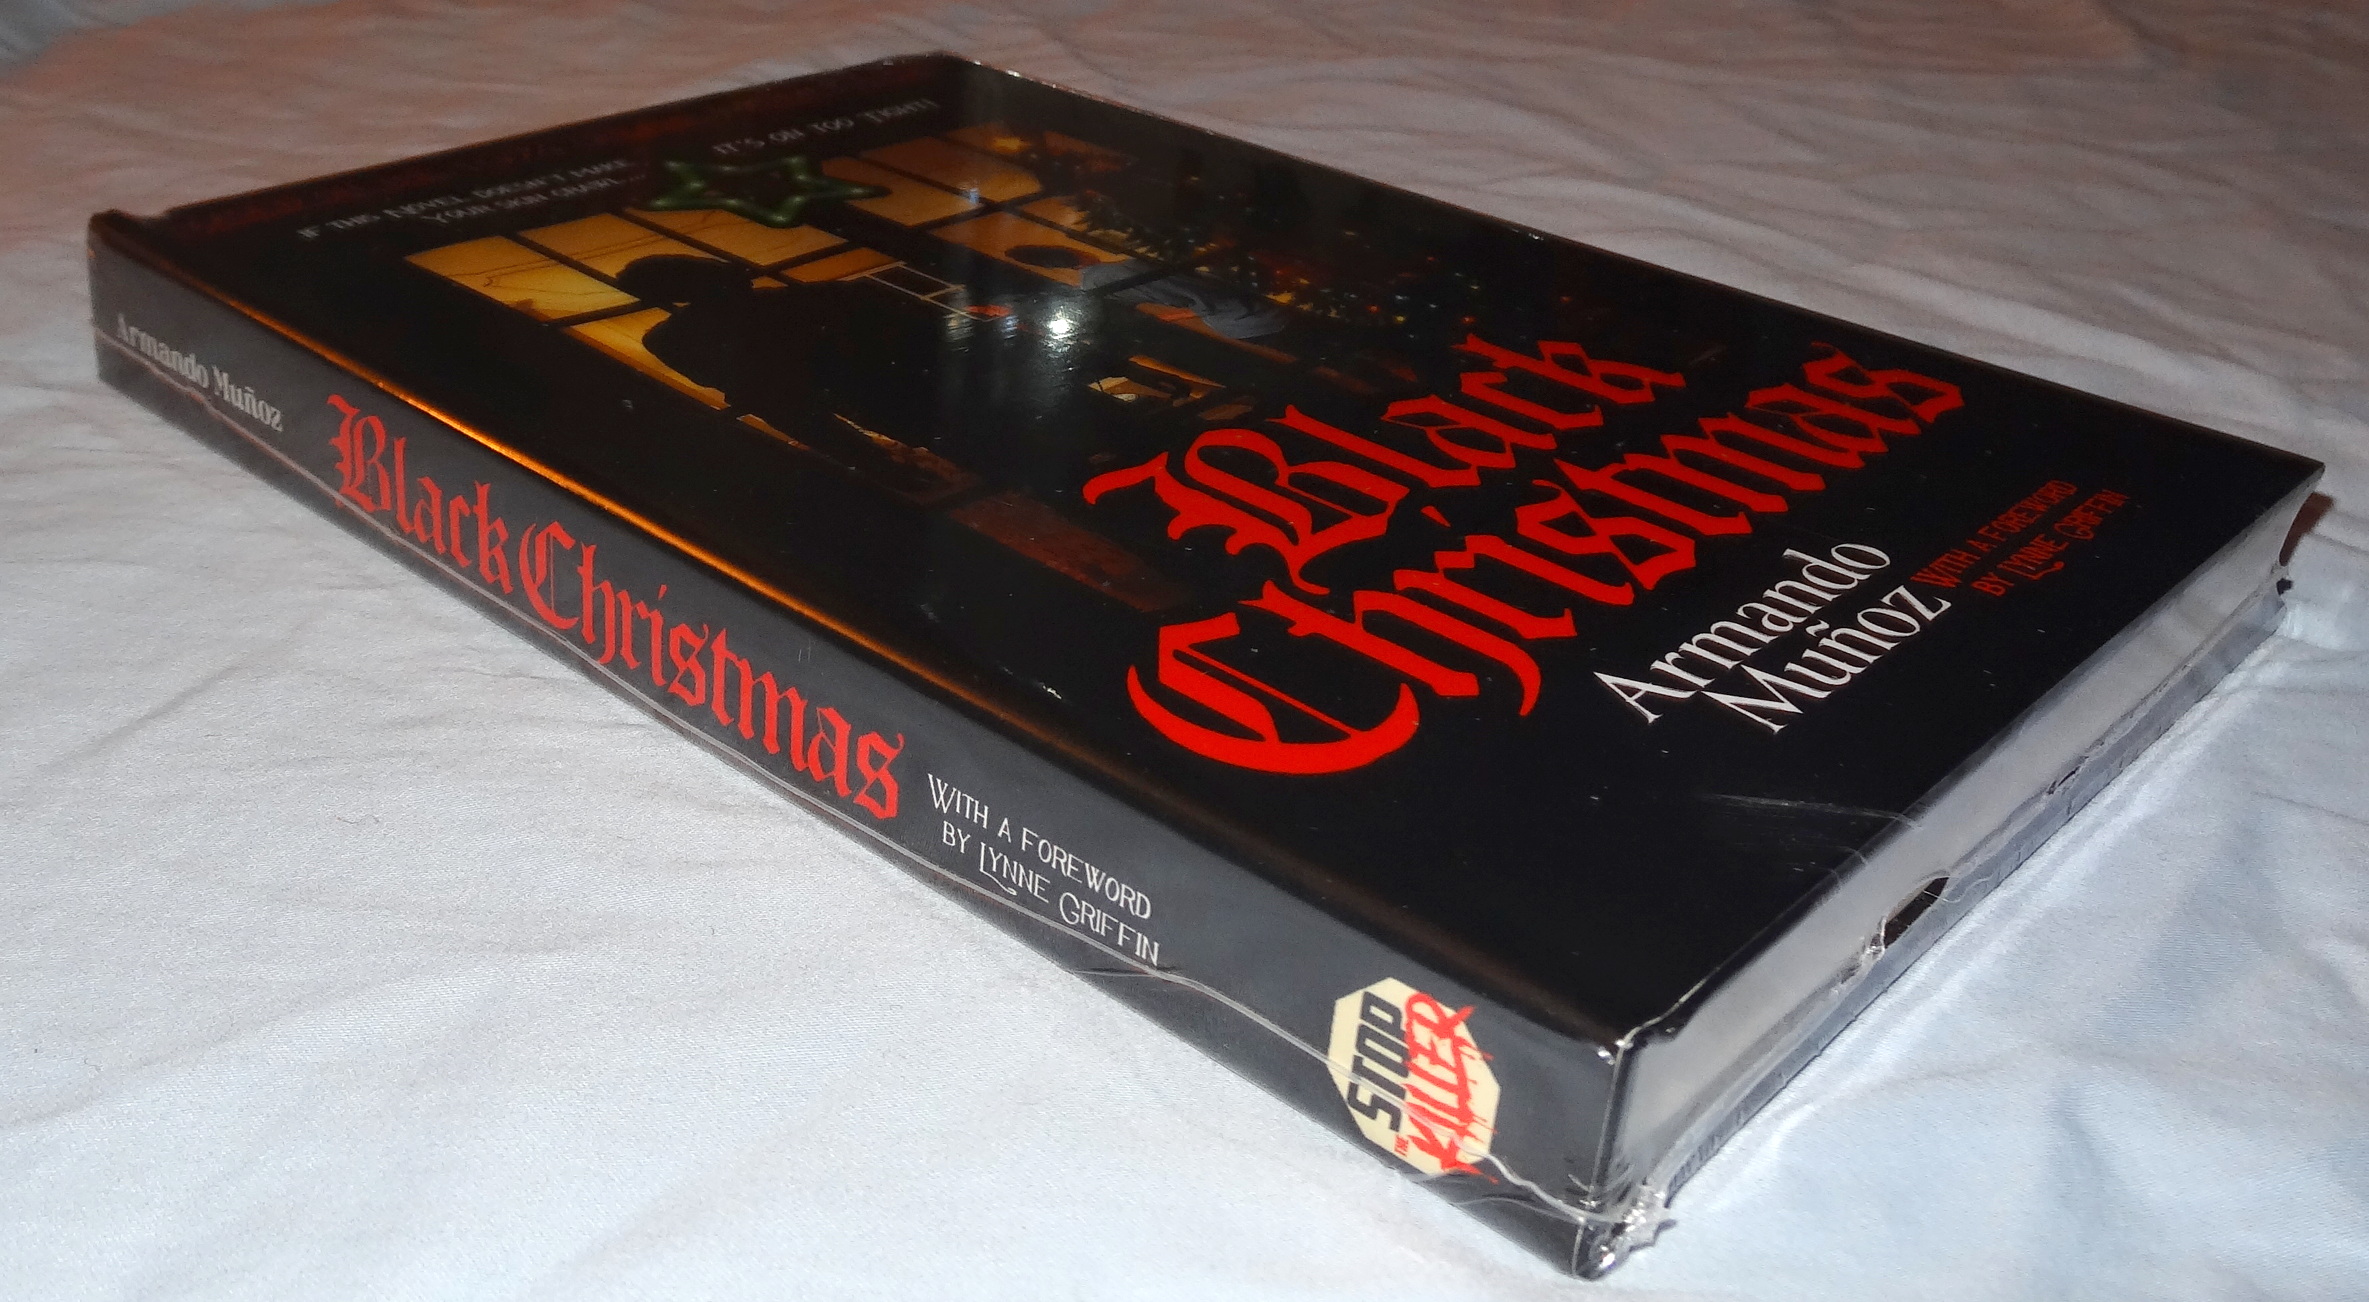 IF THIS NOVEL DOESN'T MAKE
YOUR SKIN CRAWL...
IT'S ON TOO TIGHT!
Black
Christmas
Armando
Muñoz
WITH A FOREWORD
BY LYNNE GRIFFIN
Armando Muñoz
Black Christmas
WITH A FOREWORD
BY LYNNE GRIFFIN
STOP
THE KILLER